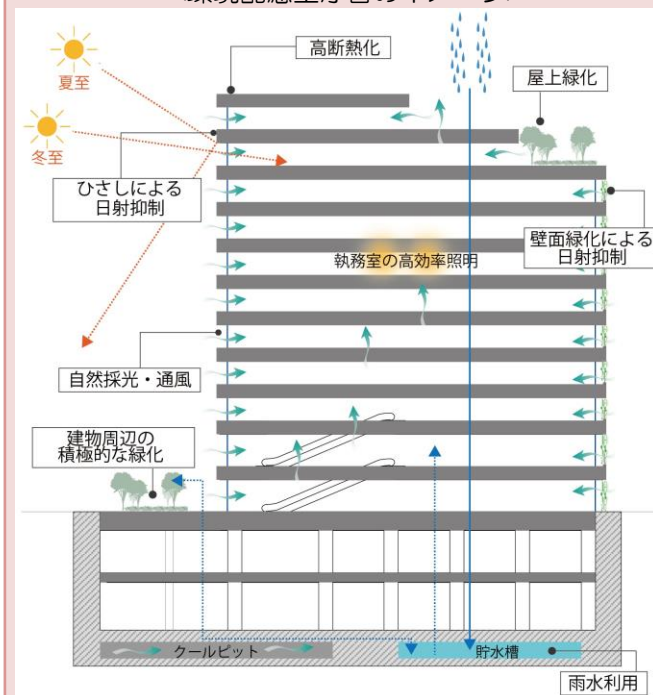 高断熱化
屋上緑化
夏至
冬至
ひさしによる
日射抑制
壁面緑化による
日射抑制
執務室の高効率照明
自然採光・通風
建物周辺の
積極的な緑化
クールピット
貯水槽
雨水利用